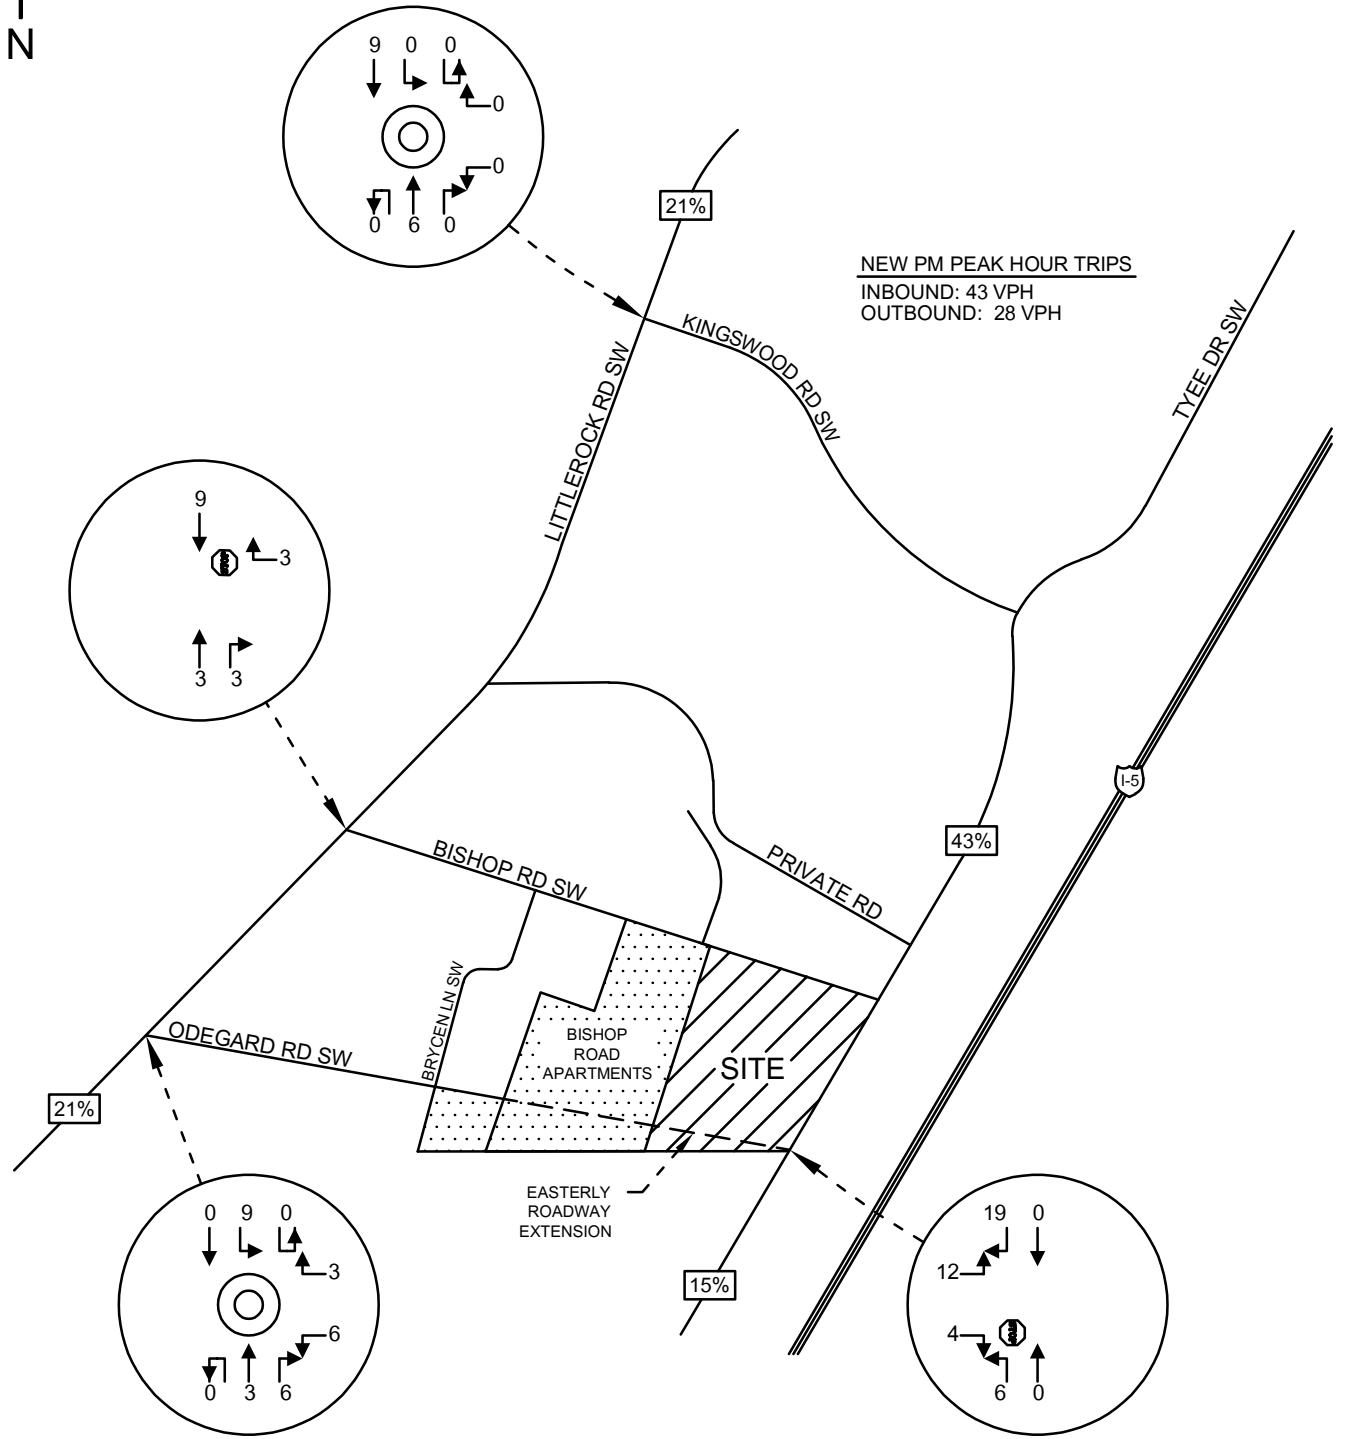 N
9 0 0
0
0
0 6 0
21%
NEW PM PEAK HOUR TRIPS
INBOUND: 43 VPH
OUTBOUND: 28 VPH
KINGSWOOD RD SW
TYEE DR SW
LITTLEROCK RD SW
9
STOP
3
3 3
I-5
43%
BISHOP RD SW
PRIVATE RD
BRYCEN LN SW
ODEGARD RD SW
BISHOP
ROAD
APARTMENTS
SITE
21%
EASTERLY
ROADWAY
EXTENSION
15%
0 9 0
3
6
0 3 6
19 0
12
4
STOP
6 0